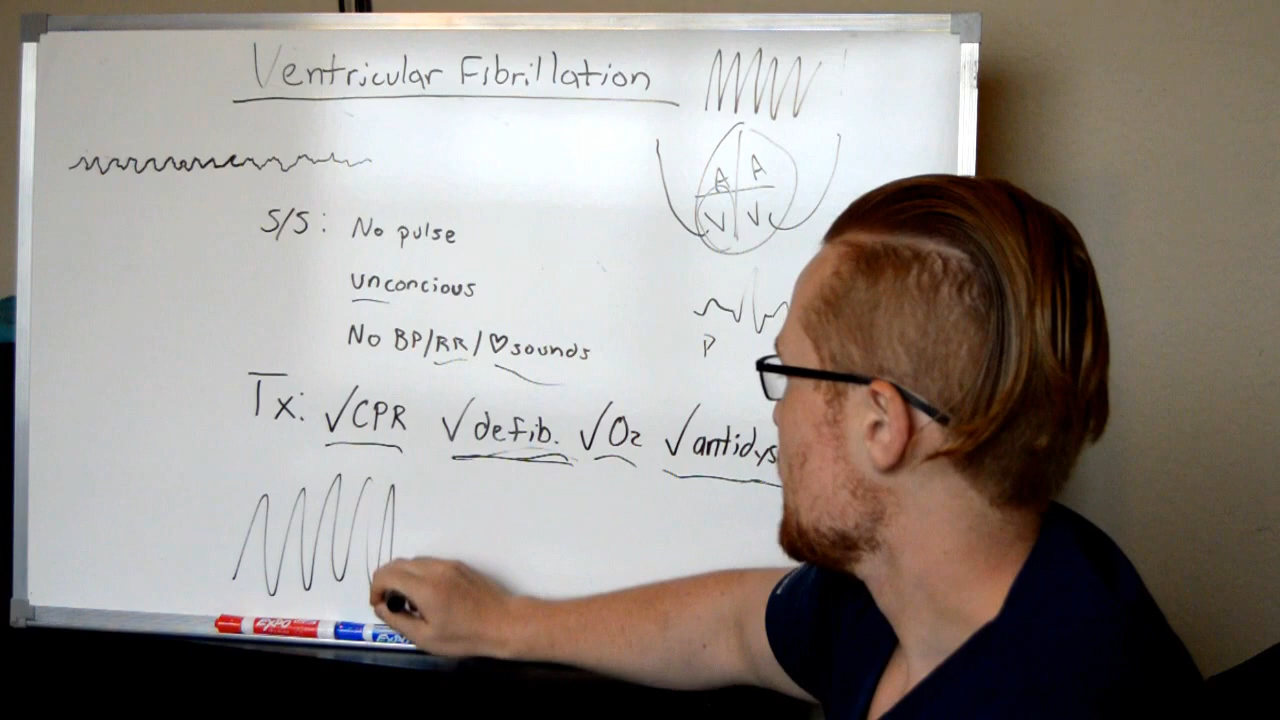 Ventricular Fibrillation
A A
V V
S/S: No pulse
unconcious
No BP/RR/♡ sounds
P
Tx: √CPR √defib. √O2 √antidys
EXPO EXPO